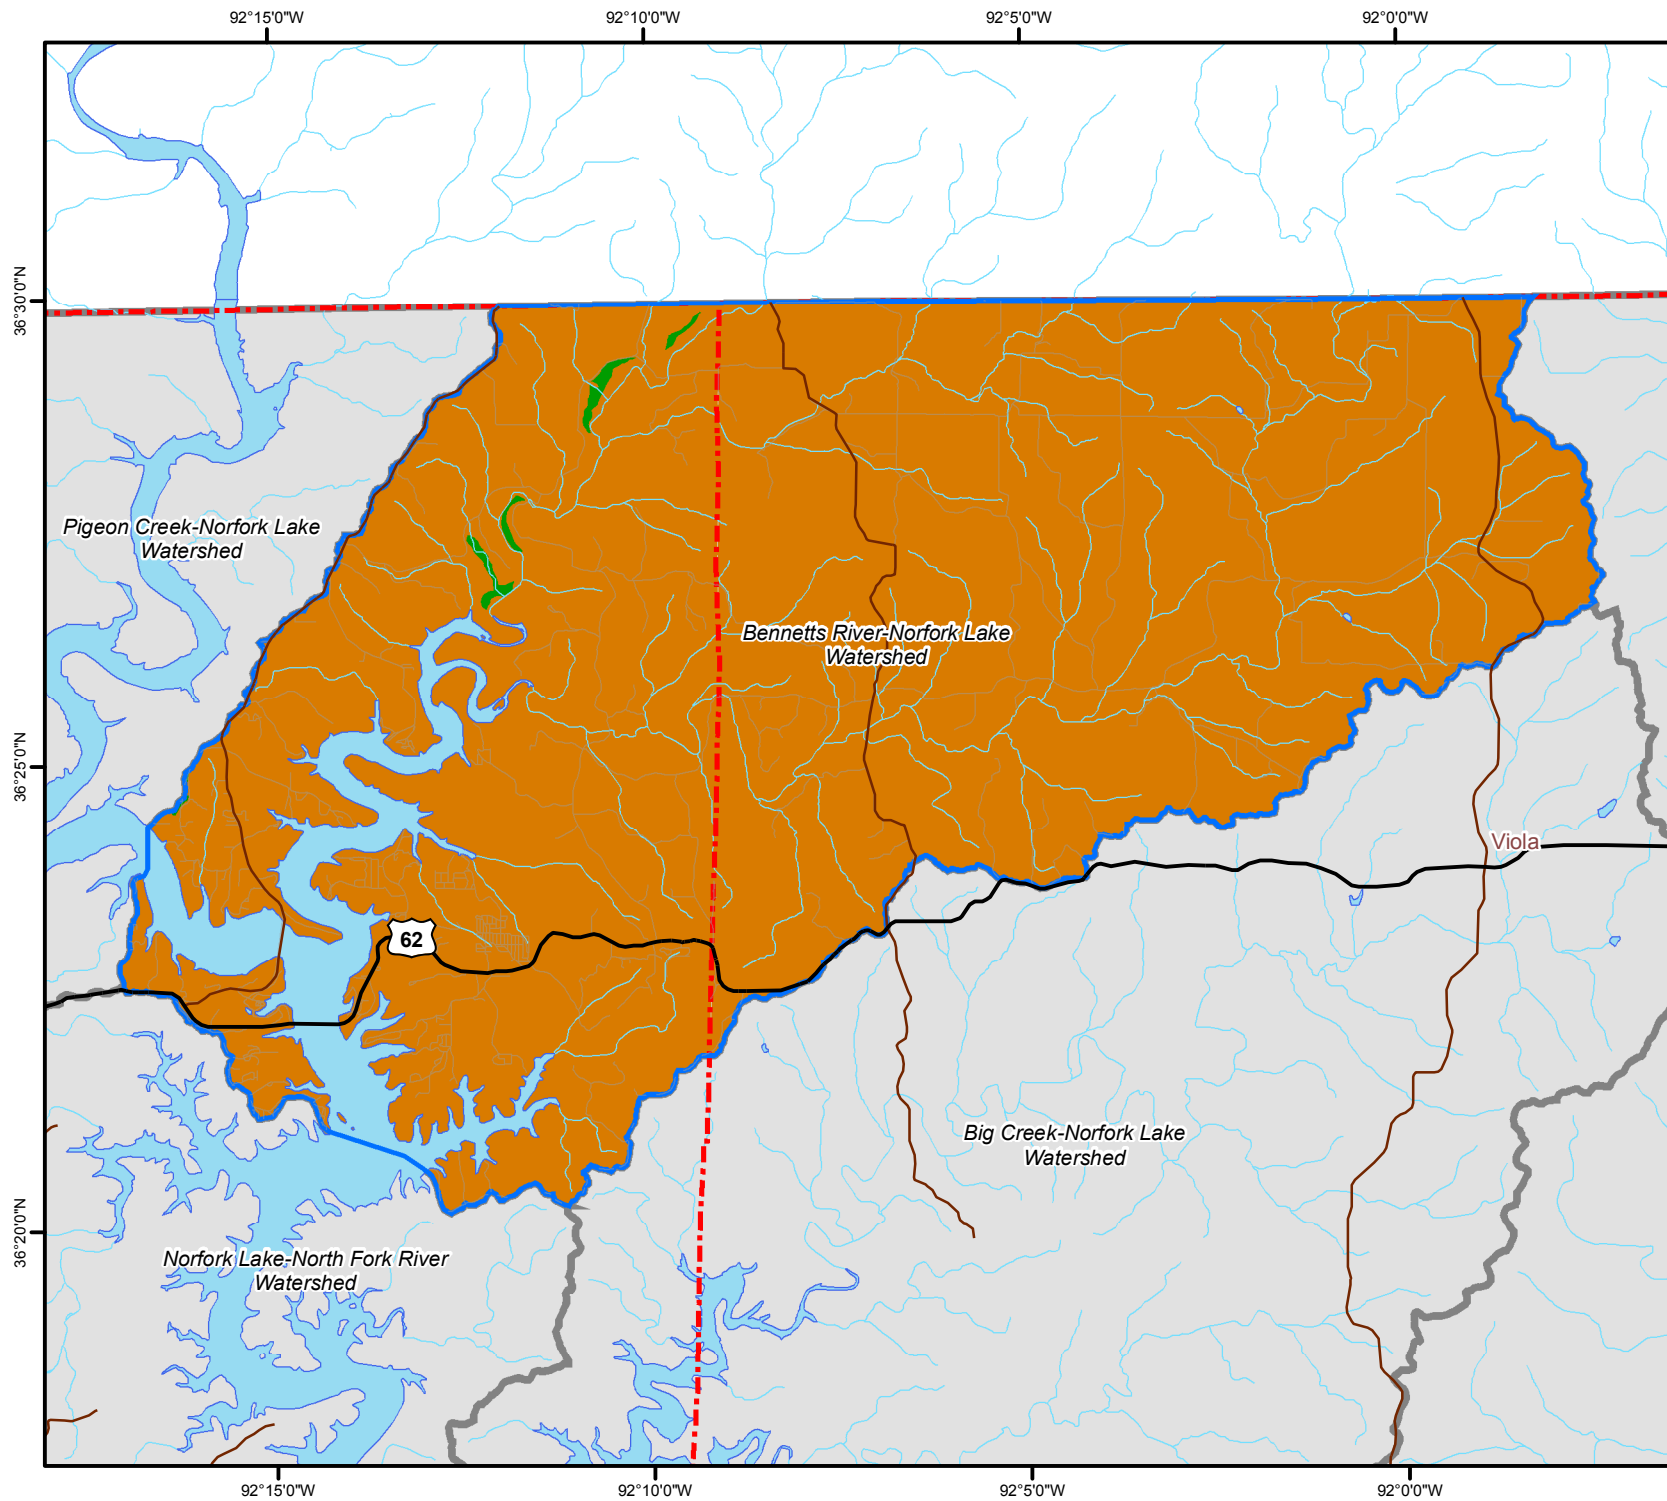 92°15'0"W
92°10'0"W
92°5'0"W
92°0'0"W
36°30'0"N
Pigeon Creek-Norfork Lake
Watershed
Bennetts River-Norfork Lake
Watershed
36°25'0"N
Viola
62
Big Creek-Norfork Lake
Watershed
36°20'0"N
Norfork Lake-North Fork River
Watershed
92°15'0"W
92°10'0"W
92°5'0"W
92°0'0"W